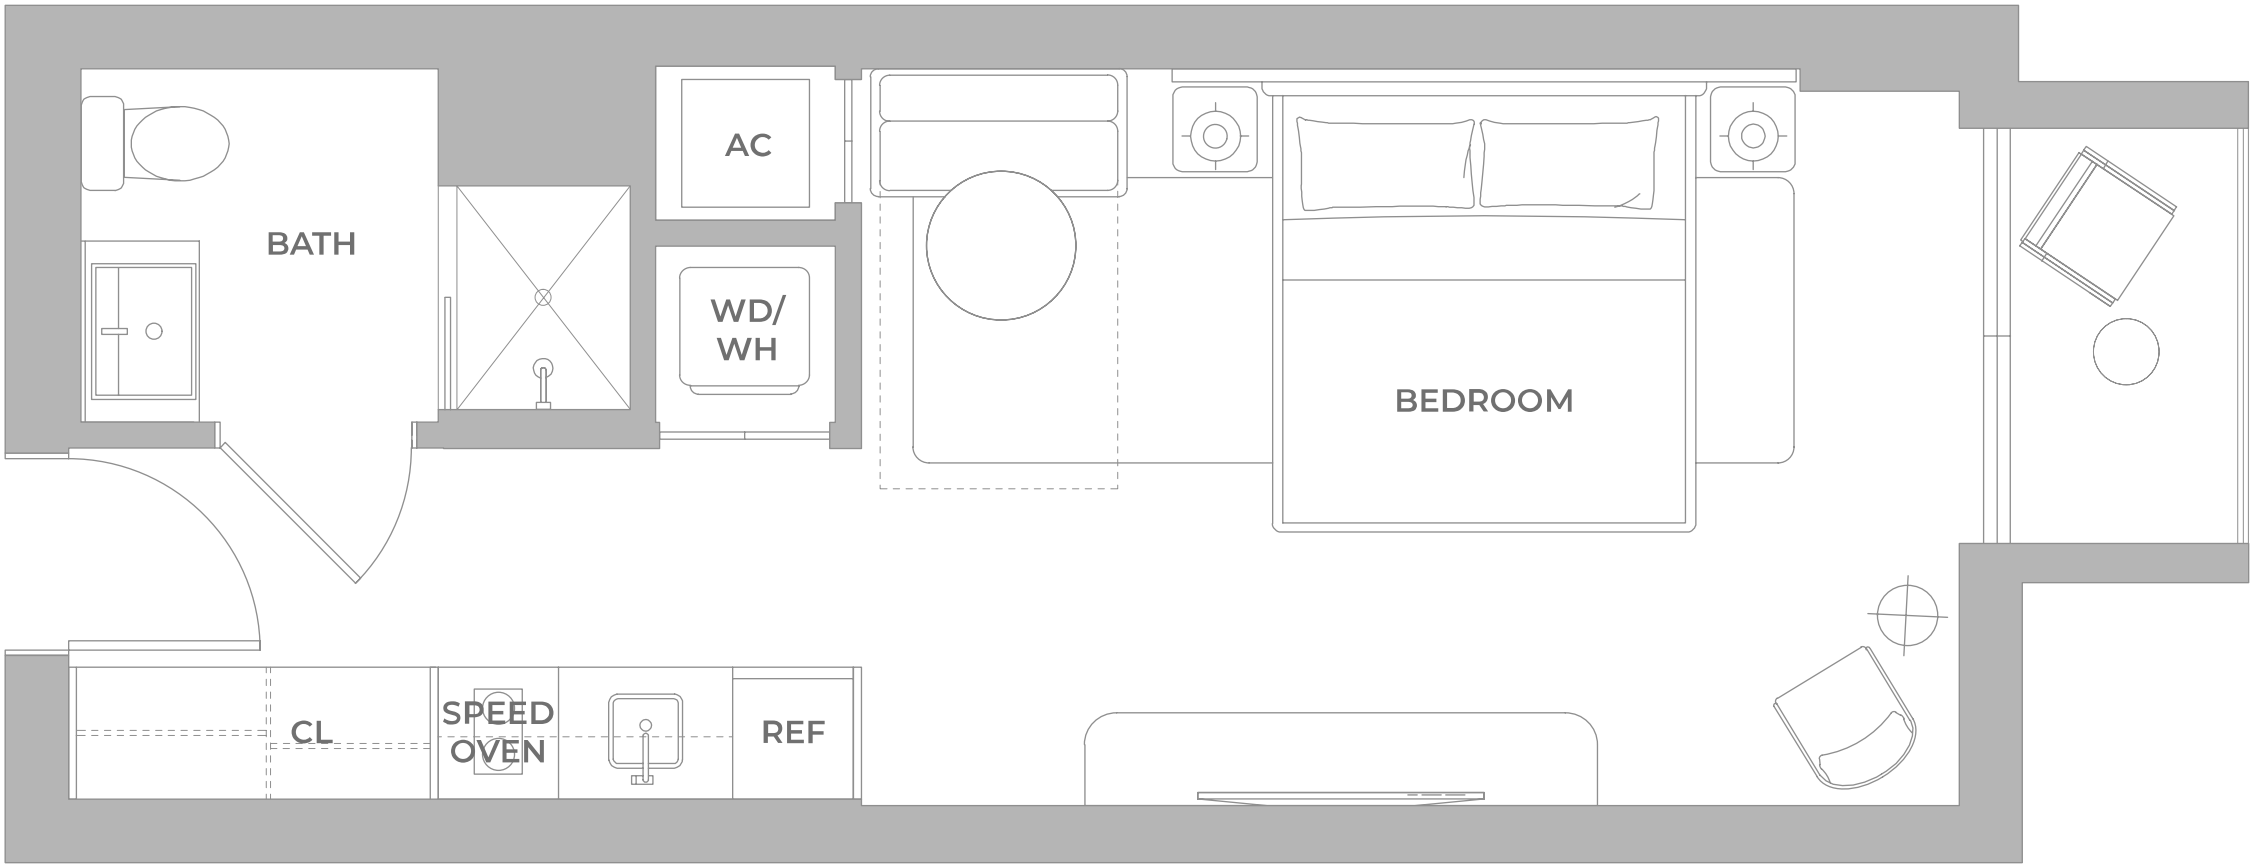 AC
BATH
WD/
WH
BEDROOM
CL
SPEED
OVEN
REF